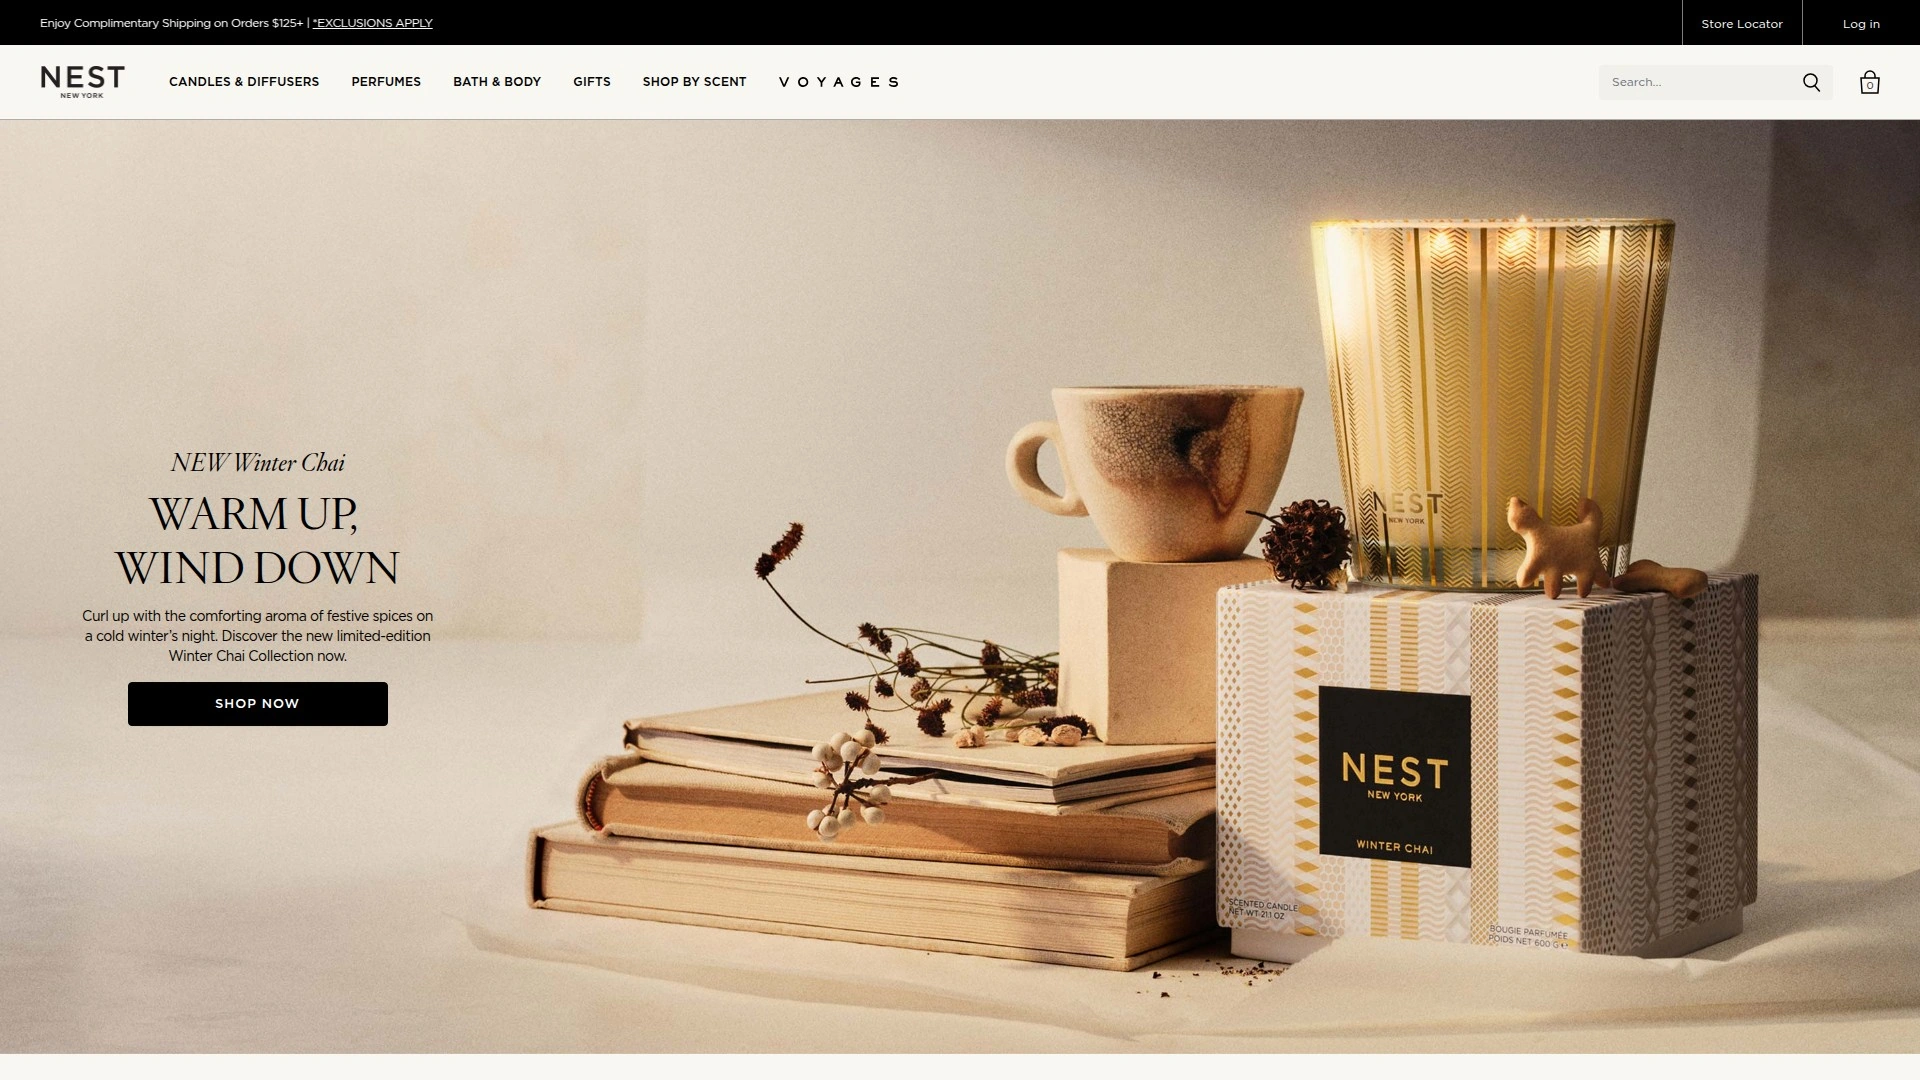 Enjoy Complimentary Shipping on Orders $125+ | *EXCLUSIONS APPLY
Store Locator
Log in
NEST
NEW YORK
CANDLES & DIFFUSERS
PERFUMES
BATH & BODY
GIFTS
SHOP BY SCENT
VOYAGES
Search...
0
NEW Winter Chai
WARM UP,
WIND DOWN
Curl up with the comforting aroma of festive spices on
a cold winter's night. Discover the new limited-edition
Winter Chai Collection now.
SHOP NOW
NEST
NEW YORK
NEST
NEW YORK
WINTER CHAI
SCENTED CANDLE
NET WT 21.1 OZ
BOUGIE PARFUMÉE
POIDS NET 600 G e